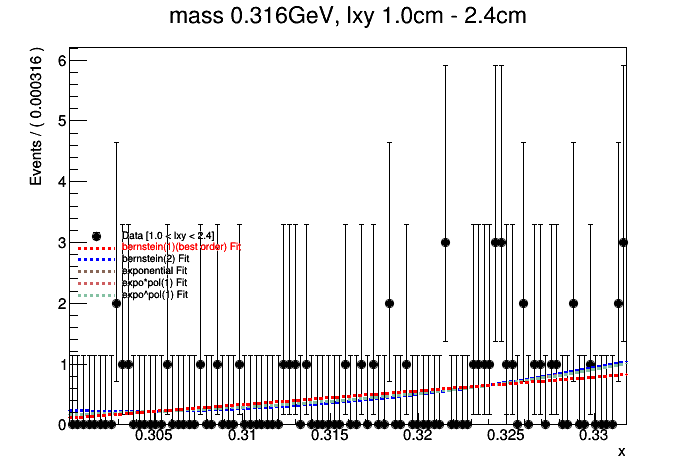 mass 0.316GeV, lxy 1.0cm - 2.4cm
Events / ( 0.000316 )
6
5
4
3
2
1
0
Data [1.0 < lxy < 2.4]
bernstein(1)(best order) Fit
bernstein(2) Fit
exponential Fit
expo*pol(1) Fit
expo^pol(1) Fit
0.305 0.31 0.315 0.32 0.325 0.33
x